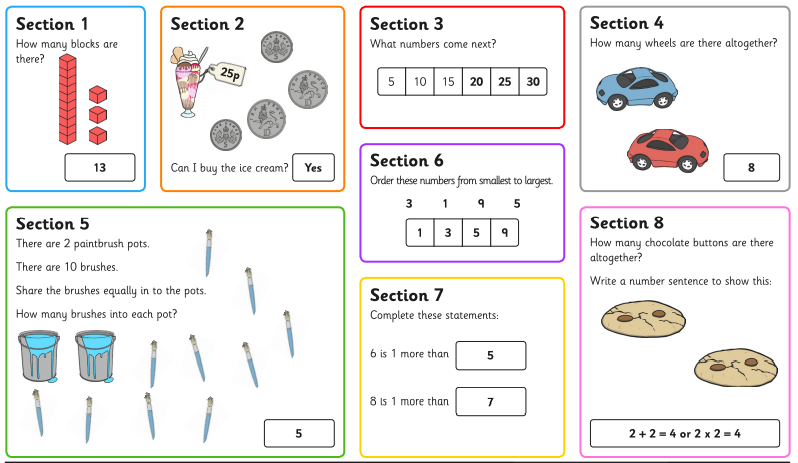 Section 1
How many blocks are
there?
13
Section 2
25p
Can I buy the ice cream?
Yes
Section 3
What numbers come next?
5 10 15 20 25 30
Section 4
How many wheels are there altogether?
8
Section 5
There are 2 paintbrush pots.
There are 10 brushes.
Share the brushes equally in to the pots.
How many brushes into each pot?
5
Section 6
Order these numbers from smallest to largest.
3 1 9 5
1 3 5 9
Section 7
Complete these statements:
6 is 1 more than 5
8 is 1 more than 7
Section 8
How many chocolate buttons are there
altogether?
Write a number sentence to show this:
2 + 2 = 4 or 2 x 2 = 4